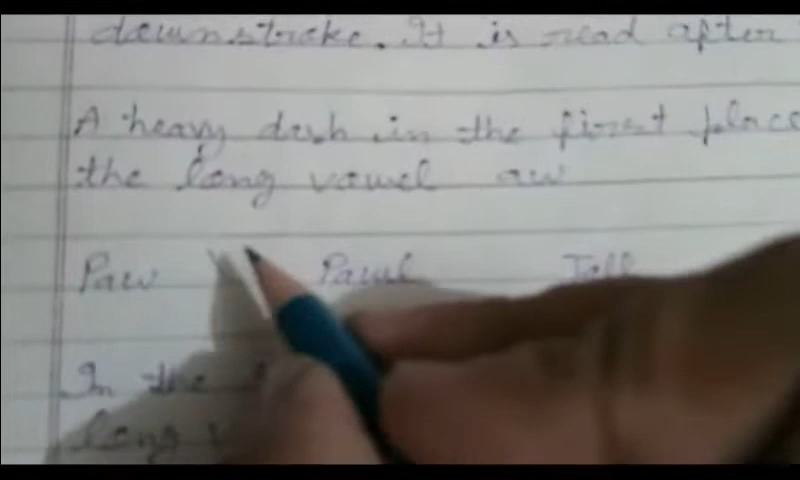 downstroke. It is read after
A heavy dash in the first place
the long vowel aw
Paw Paul Tall
In the
long